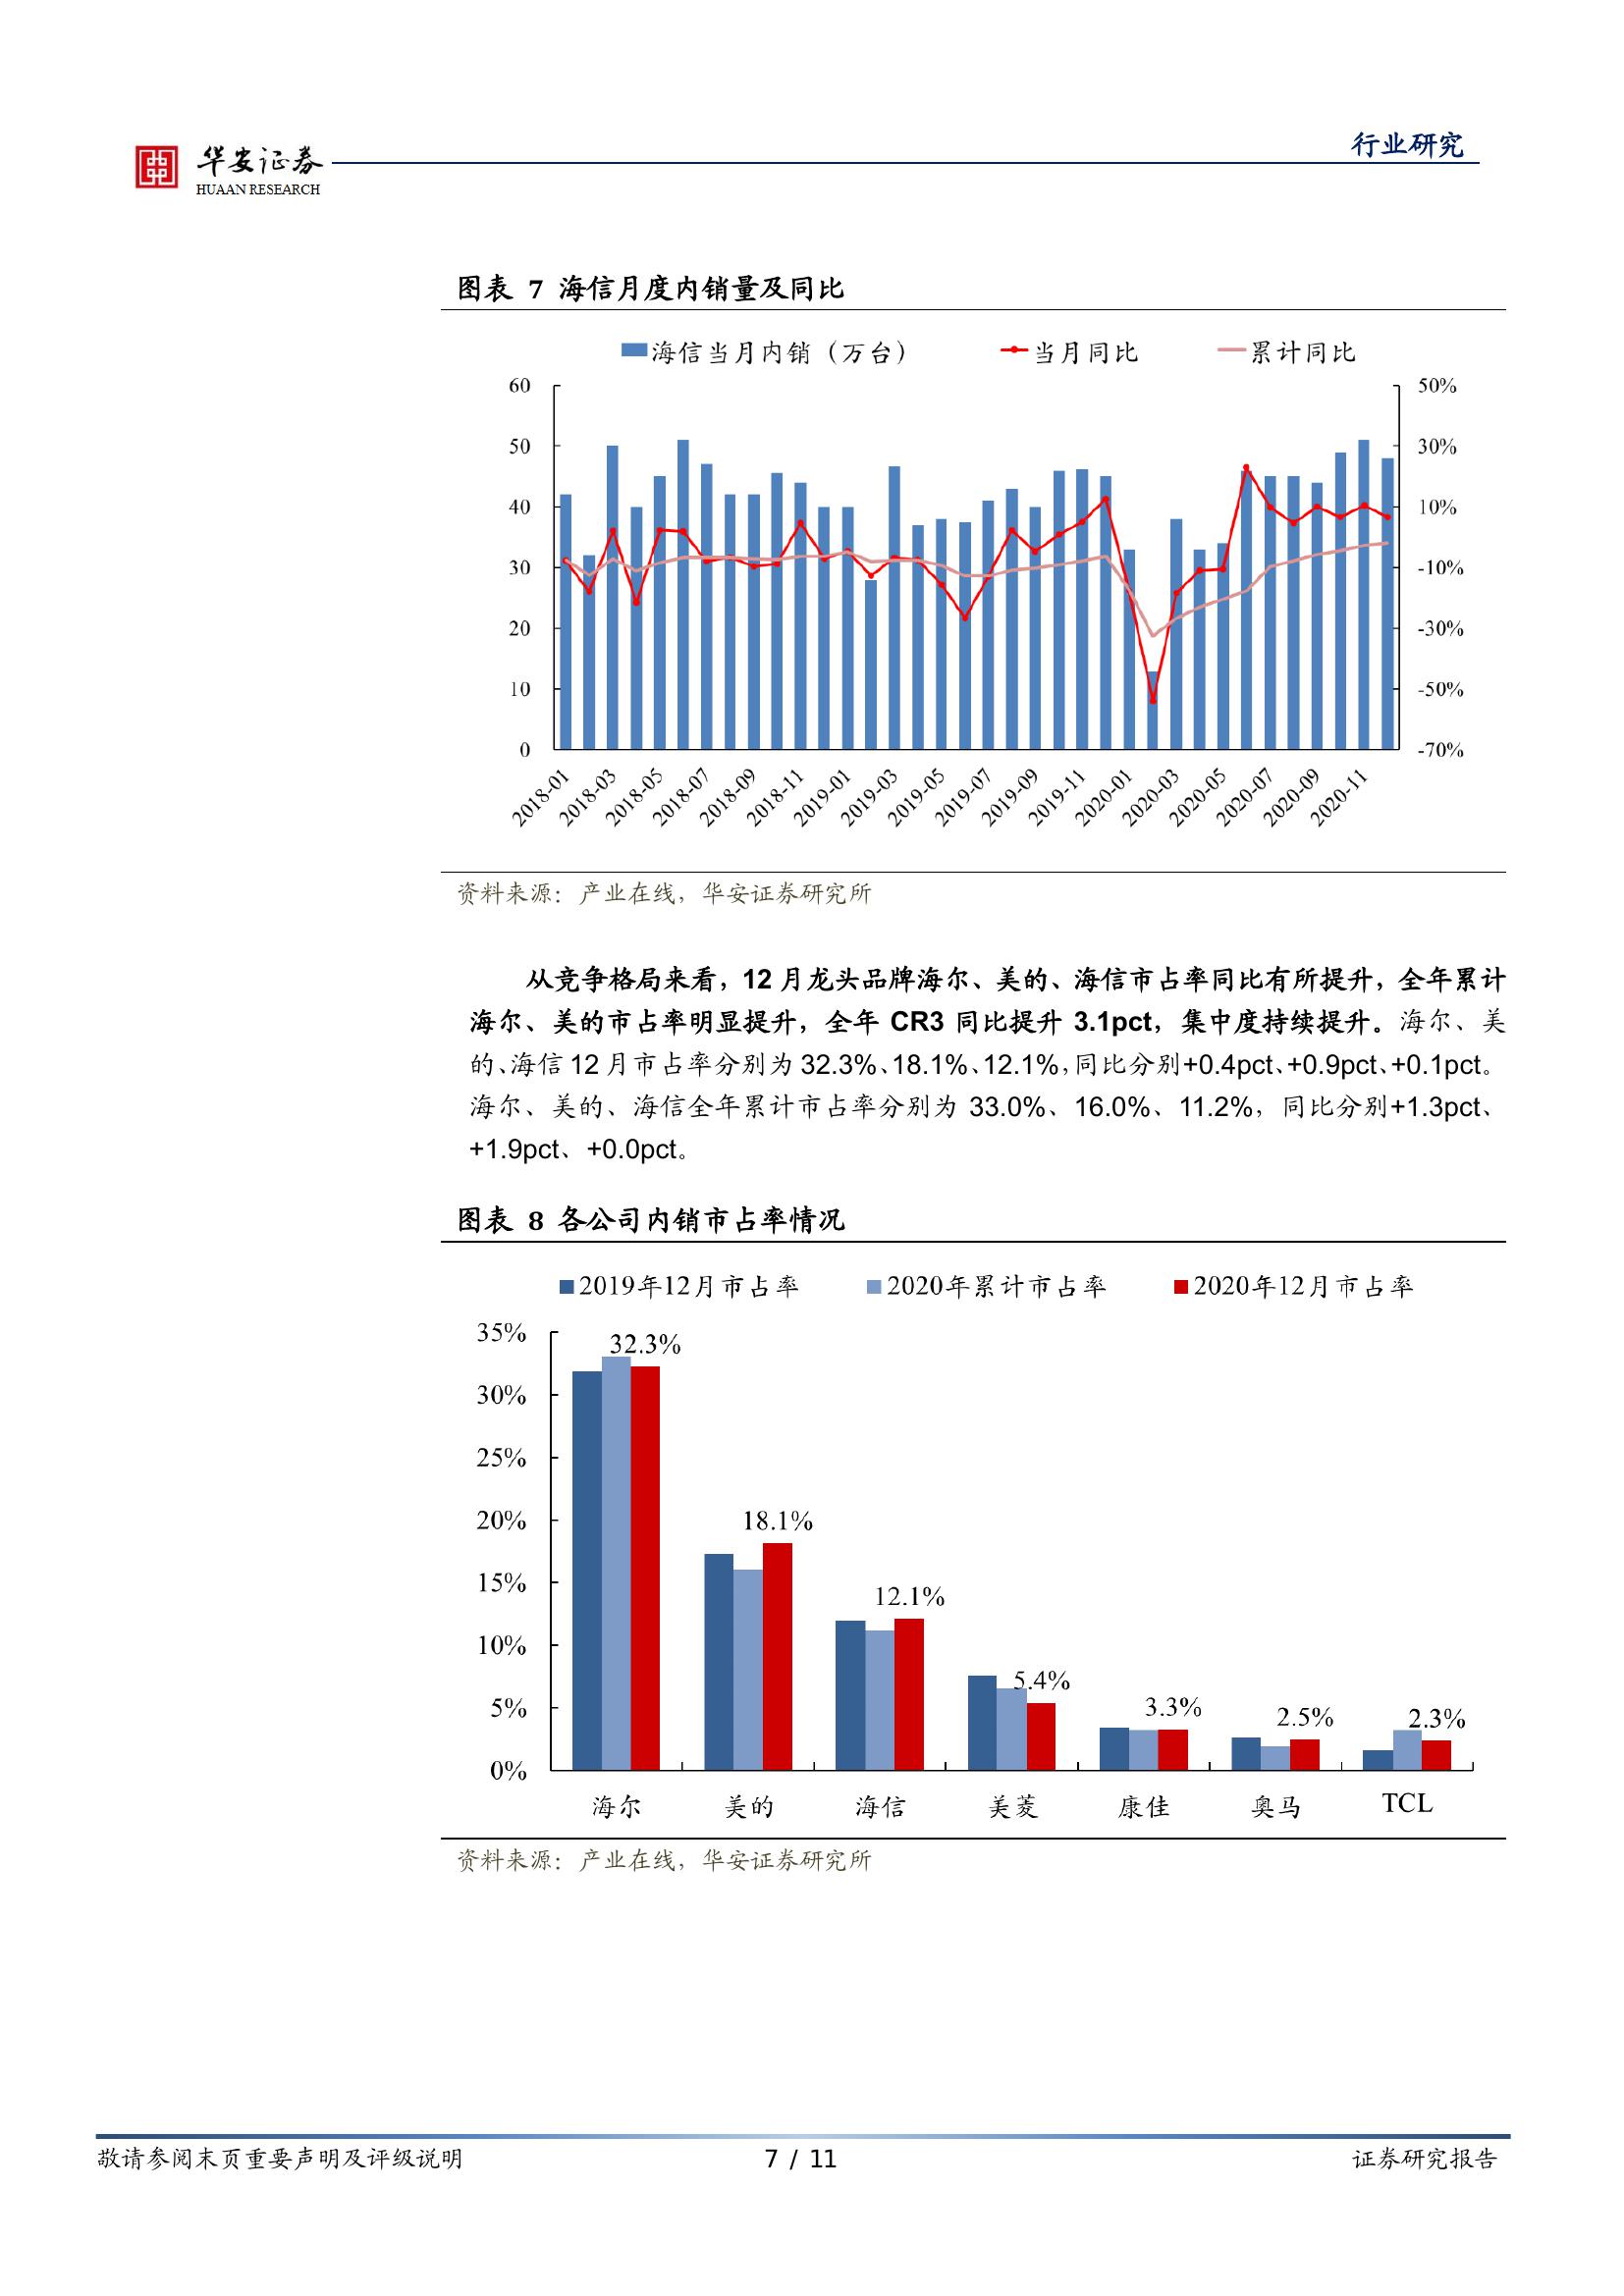 华安证券
HUAAN RESEARCH
行业研究
图表 7 海信月度内销量及同比
海信当月内销（万台） 当月同比 累计同比
60 50%
50 30%
40 10%
30 -10%
20 -30%
10 -50%
0 -70%
2018-01 2018-03 2018-05 2018-07 2018-09 2018-11 2019-01 2019-03 2019-05 2019-07 2019-09 2019-11 2020-01 2020-03 2020-05 2020-07 2020-09 2020-11
资料来源：产业在线，华安证券研究所
从竞争格局来看，12 月龙头品牌海尔、美的、海信市占率同比有所提升，全年累计
海尔、美的市占率明显提升，全年 CR3 同比提升 3.1pct，集中度持续提升。海尔、美
的、海信 12 月市占率分别为 32.3%、18.1%、12.1%，同比分别+0.4pct、+0.9pct、+0.1pct。
海尔、美的、海信全年累计市占率分别为 33.0%、16.0%、11.2%，同比分别+1.3pct、
+1.9pct、+0.0pct。
图表 8 各公司内销市占率情况
2019年12月市占率 2020年累计市占率 2020年12月市占率
35%
30%
25%
20%
15%
10%
5%
0%
32.3%
18.1%
12.1%
5.4%
3.3%
2.5%
2.3%
海尔 美的 海信 美菱 康佳 奥马 TCL
资料来源：产业在线，华安证券研究所
敬请参阅末页重要声明及评级说明 7 / 11 证券研究报告